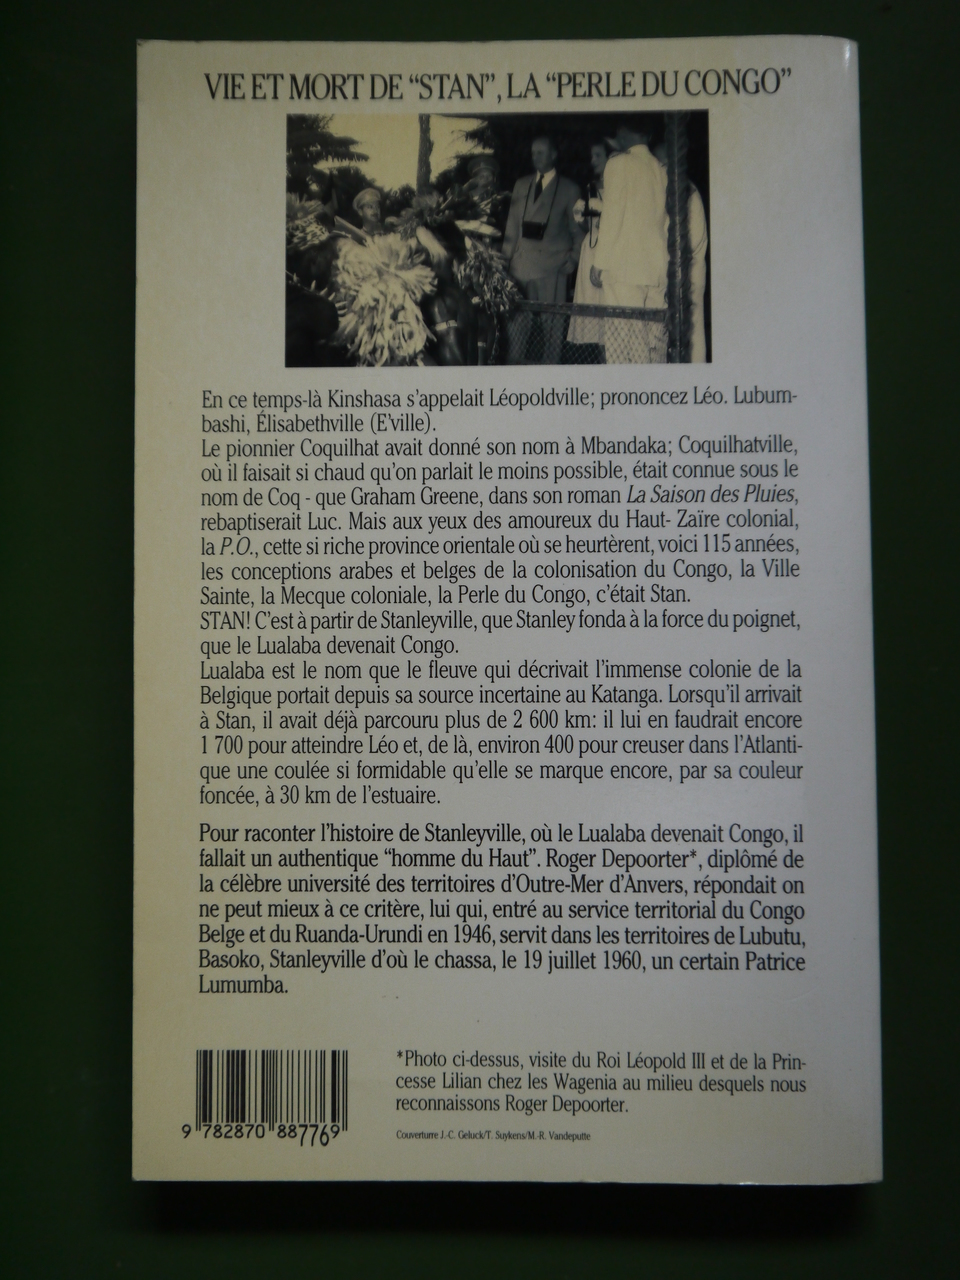 VIE ET MORT DE “STAN”, LA “PERLE DU CONGO”
En ce temps-là Kinshasa s’appelait Léopoldville; prononcez Léo. Lubum-
bashi, Élisabethville (E’ville).
Le pionnier Coquilhat avait donné son nom à Mbandaka; Coquilhatville,
où il faisait si chaud qu’on parlait le moins possible, était connue sous le
nom de Coq - que Graham Greene, dans son roman La Saison des Pluies,
rebaptiserait Luc. Mais aux yeux des amoureux du Haut- Zaïre colonial,
la P.O., cette si riche province orientale où se heurtèrent, voici 115 années,
les conceptions arabes et belges de la colonisation du Congo, la Ville
Sainte, la Mecque coloniale, la Perle du Congo, c’était Stan.
STAN! C’est à partir de Stanleyville, que Stanley fonda à la force du poignet,
que le Lualaba devenait Congo.
Lualaba est le nom que le fleuve qui décrivait l’immense colonie de la
Belgique portait depuis sa source incertaine au Katanga. Lorsqu’il arrivait
à Stan, il avait déjà parcouru plus de 2 600 km: il lui en faudrait encore
1 700 pour atteindre Léo et, de là, environ 400 pour creuser dans l’Atlanti-
que une coulée si formidable qu’elle se marque encore, par sa couleur
foncée, à 30 km de l’estuaire.
Pour raconter l’histoire de Stanleyville, où le Lualaba devenait Congo, il
fallait un authentique “homme du Haut”. Roger Depoorter*, diplômé de
la célèbre université des territoires d’Outre-Mer d’Anvers, répondait on
ne peut mieux à ce critère, lui qui, entré au service territorial du Congo
Belge et du Ruanda-Urundi en 1946, servit dans les territoires de Lubutu,
Basoko, Stanleyville d’où le chassa, le 19 juillet 1960, un certain Patrice
Lumumba.
*Photo ci-dessus, visite du Roi Léopold III et de la Prin-
cesse Lilian chez les Wagenia au milieu desquels nous
reconnaissons Roger Depoorter.
Couverturre J.-C. Geluck/T. Suykens/M.-R. Vandeputte
9 782870 887769